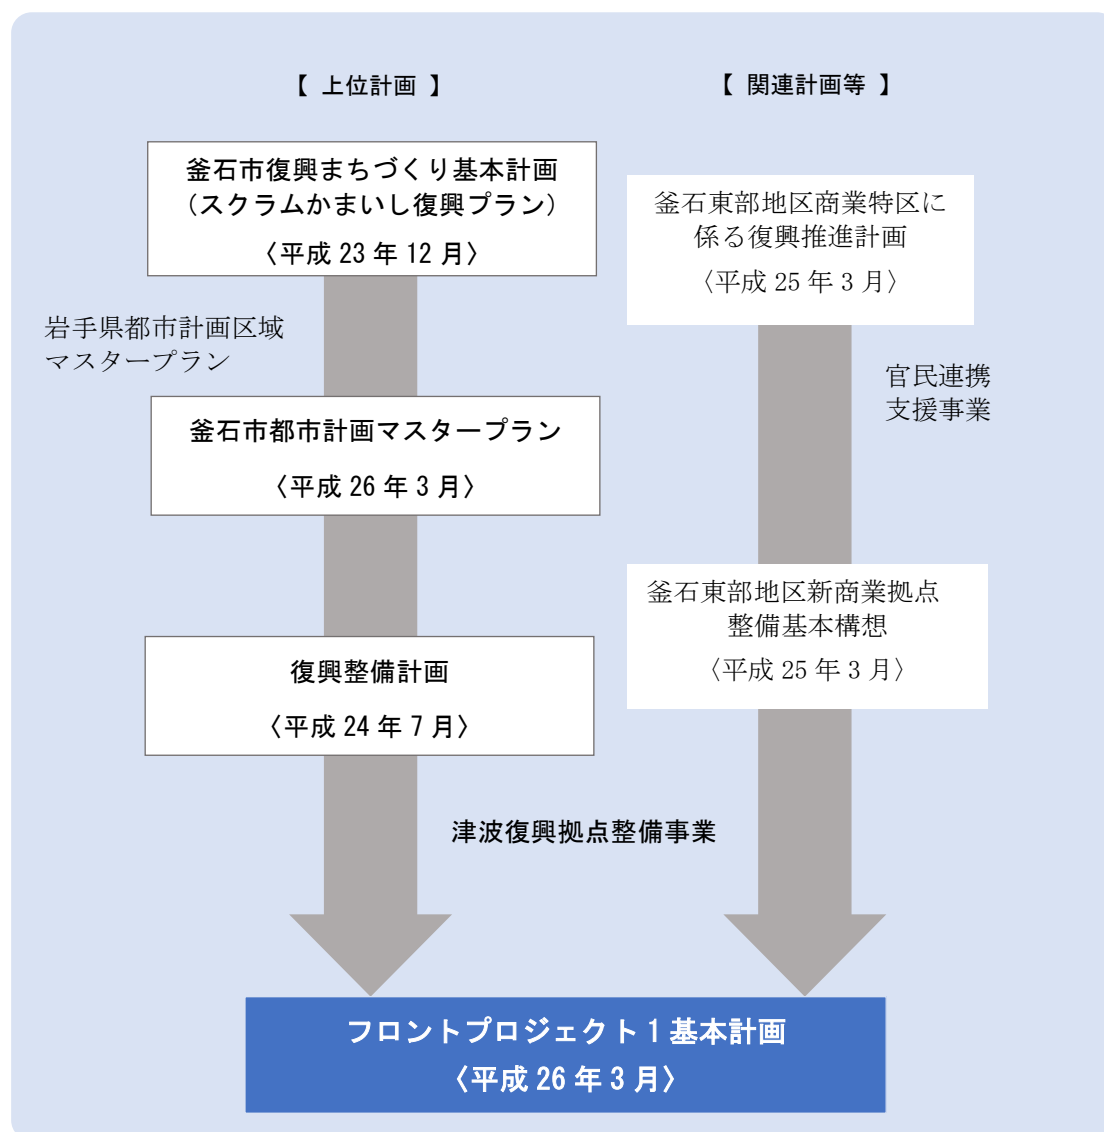 【 上位計画 】
釜石市復興まちづくり基本計画
（スクラムかまいし復興プラン）
〈平成 23 年 12 月〉
岩手県都市計画区域
マスタープラン
釜石市都市計画マスタープラン
〈平成 26 年 3 月〉
復興整備計画
〈平成 24 年 7 月〉
【 関連計画等 】
釜石東部地区商業特区に
係る復興推進計画
〈平成 25 年 3 月〉
官民連携
支援事業
釜石東部地区新商業拠点
整備基本構想
〈平成 25 年 3 月〉
津波復興拠点整備事業
フロントプロジェクト 1 基本計画
〈平成 26 年 3 月〉